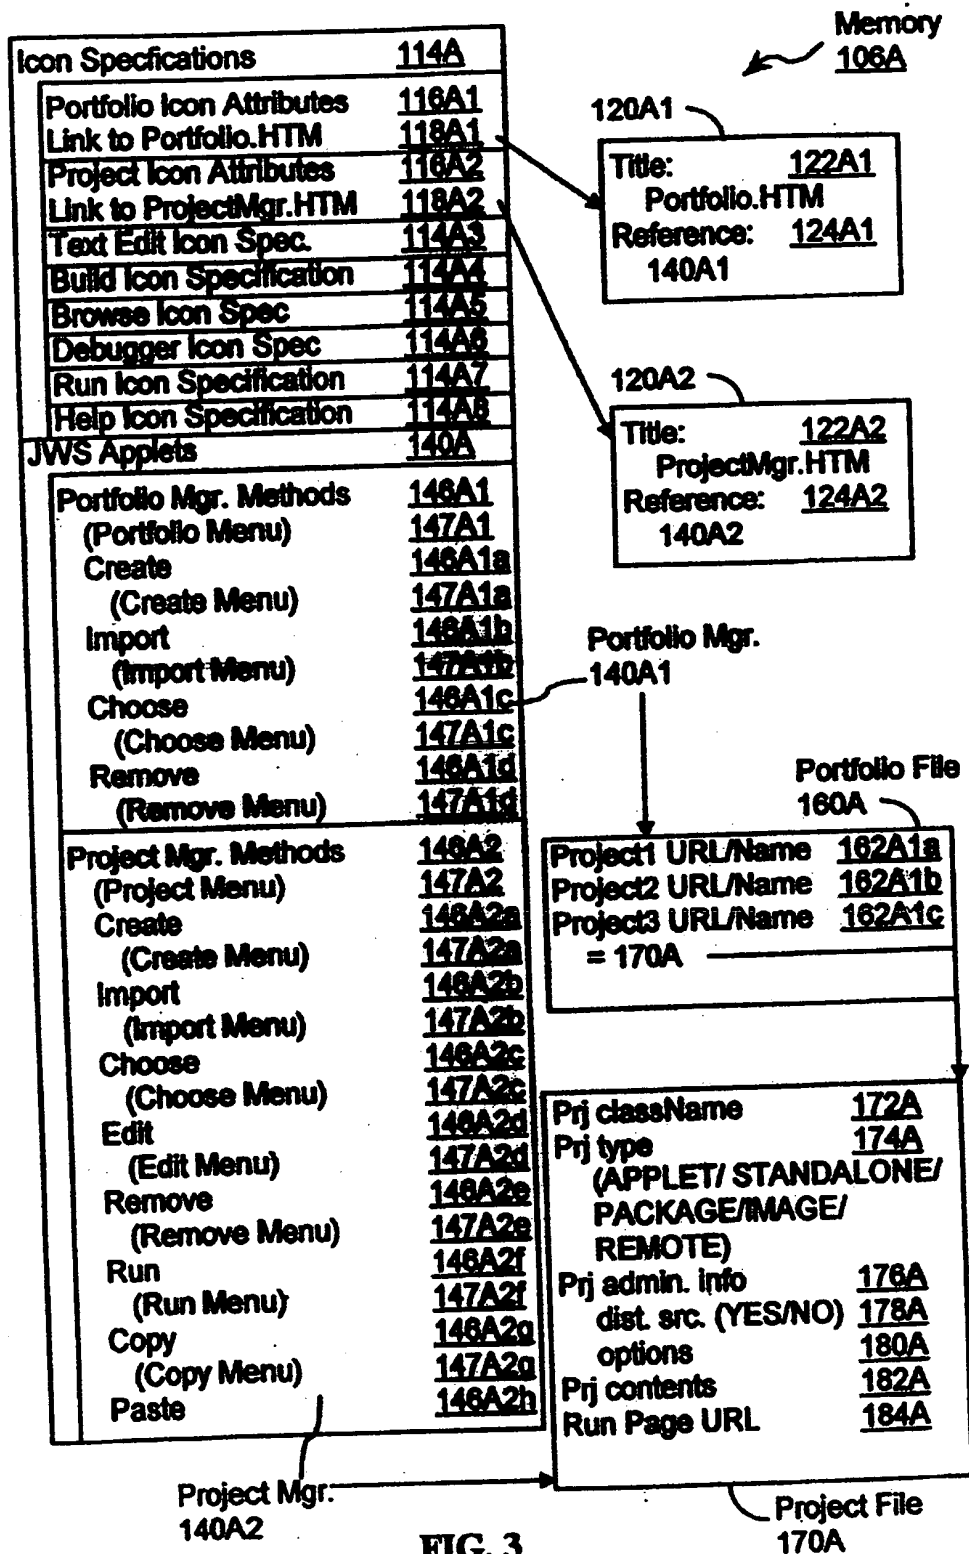 Memory
106A
Icon Specfications 114A
Portfolio Icon Attributes 116A1
Link to Portfolio.HTM 118A1
Project Icon Attributes 116A2
Link to ProjectMgr.HTM 118A2
Text Edit Icon Spec. 114A3
Build Icon Specification 114A4
Browse Icon Spec 114A5
Debugger Icon Spec 114A6
Run Icon Specification 114A7
Help Icon Specification 114A8
JWS Applets 140A
Portfolio Mgr. Methods 146A1
(Portfolio Menu) 147A1
Create 146A1a
(Create Menu) 147A1a
Import 146A1b
(Import Menu) 147A1b
Choose 146A1c
(Choose Menu) 147A1c
Remove 146A1d
(Remove Menu) 147A1d
Project Mgr. Methods 146A2
(Project Menu) 147A2
Create 146A2a
(Create Menu) 147A2a
Import 146A2b
(Import Menu) 147A2b
Choose 146A2c
(Choose Menu) 147A2c
Edit 146A2d
(Edit Menu) 147A2d
Remove 146A2e
(Remove Menu) 147A2e
Run 146A2f
(Run Menu) 147A2f
Copy 146A2g
(Copy Menu) 147A2g
Paste 146A2h
Project Mgr.
140A2
120A1
Title: 122A1
Portfolio.HTM
Reference: 124A1
140A1
120A2
Title: 122A2
ProjectMgr.HTM
Reference: 124A2
140A2
Portfolio Mgr.
140A1
Portfolio File
160A
Project1 URL/Name 162A1a
Project2 URL/Name 162A1b
Project3 URL/Name 162A1c
= 170A
Prj className 172A
Prj type 174A
(APPLET/ STANDALONE/
PACKAGE/IMAGE/
REMOTE)
Prj admin. info 176A
dist. src. (YES/NO) 178A
options 180A
Prj contents 182A
Run Page URL 184A
Project File
170A
FIG. 3